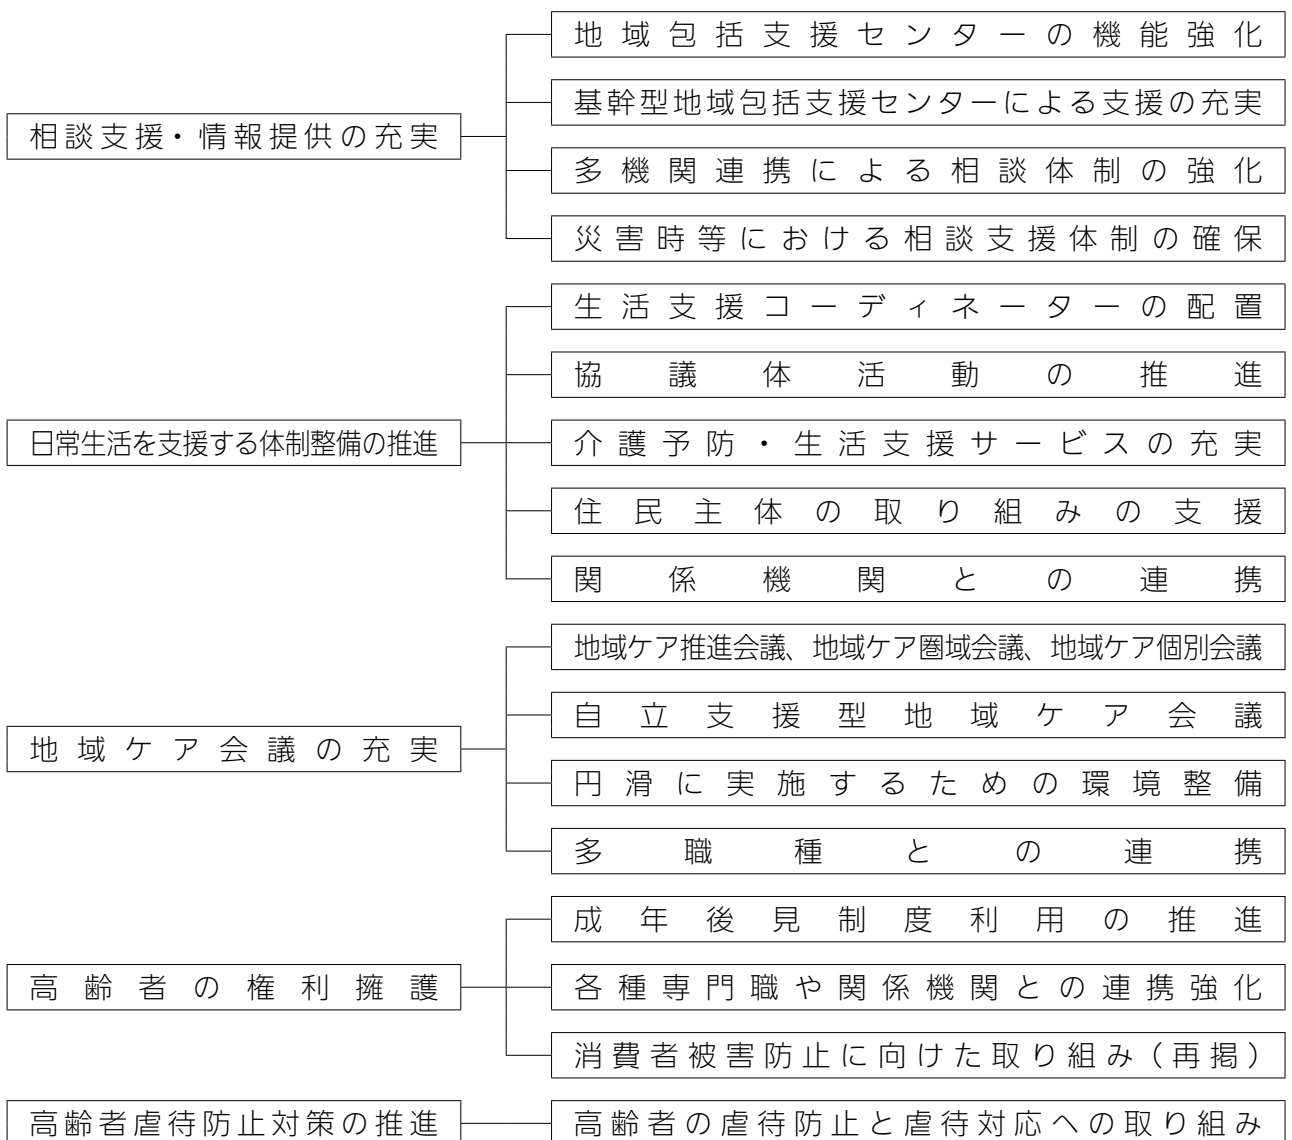 相談支援・情報提供の充実
地域包括支援センターの機能強化
基幹型地域包括支援センターによる支援の充実
多機関連携による相談体制の強化
災害時等における相談支援体制の確保
日常生活を支援する体制整備の推進
生活支援コーディネーターの配置
協議体活動の推進
介護予防・生活支援サービスの充実
住民主体の取り組みの支援
関係機関との連携
地域ケア会議の充実
地域ケア推進会議、地域ケア圏域会議、地域ケア個別会議
自立支援型地域ケア会議
円滑に実施するための環境整備
多職種との連携
高齢者の権利擁護
成年後見制度利用の推進
各種専門職や関係機関との連携強化
消費者被害防止に向けた取り組み（再掲）
高齢者虐待防止対策の推進
高齢者の虐待防止と虐待対応への取り組み